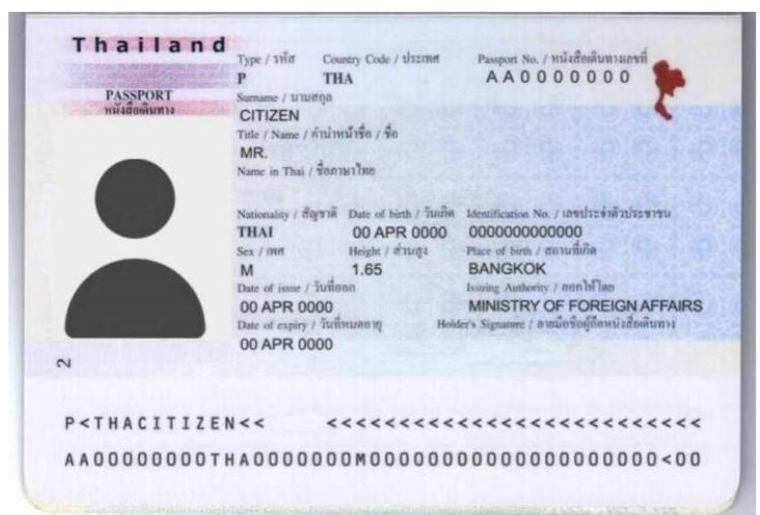 Thailand
PASSPORT
หนังสือเดินทาง
Type / รหัส Country Code / ประเทศ Passport No. / หนังสือเดินทางเลขที่
P THA AA0000000
Surname / นามสกุล
CITIZEN
Title / Name / คำนำหน้าชื่อ / ชื่อ
MR.
Name in Thai / ชื่อภาษาไทย
Nationality / สัญชาติ Date of birth / วันเกิด Identification No. / เลขประจำตัวประชาชน
THAI 00 APR 0000 0000000000000
Sex / เพศ Height / ส่วนสูง Place of birth / สถานที่เกิด
M 1.65 BANGKOK
Date of issue / วันที่ออก Issuing Authority / ออกให้โดย
00 APR 0000 MINISTRY OF FOREIGN AFFAIRS
Date of expiry / วันที่หมดอายุ Holder's Signature / ลายมือชื่อผู้ถือหนังสือเดินทาง
00 APR 0000
2
P<THACITIZEN<< <<<<<<<<<<<<<<<<<<<<<<<<<<
AA00000000THA0000000M000000000000000000000<00